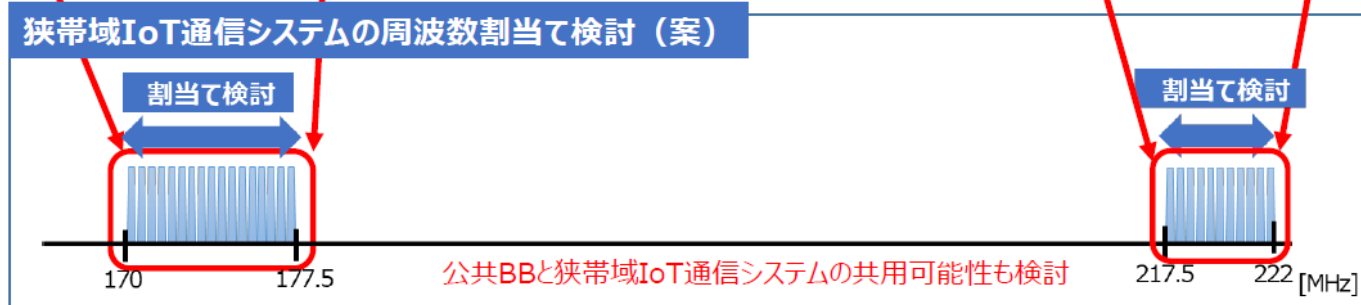 狭帯域IoT通信システムの周波数割当て検討（案）
割当て検討
割当て検討
170
177.5
公共BBと狭帯域IoT通信システムの共用可能性も検討
217.5
222
[MHz]